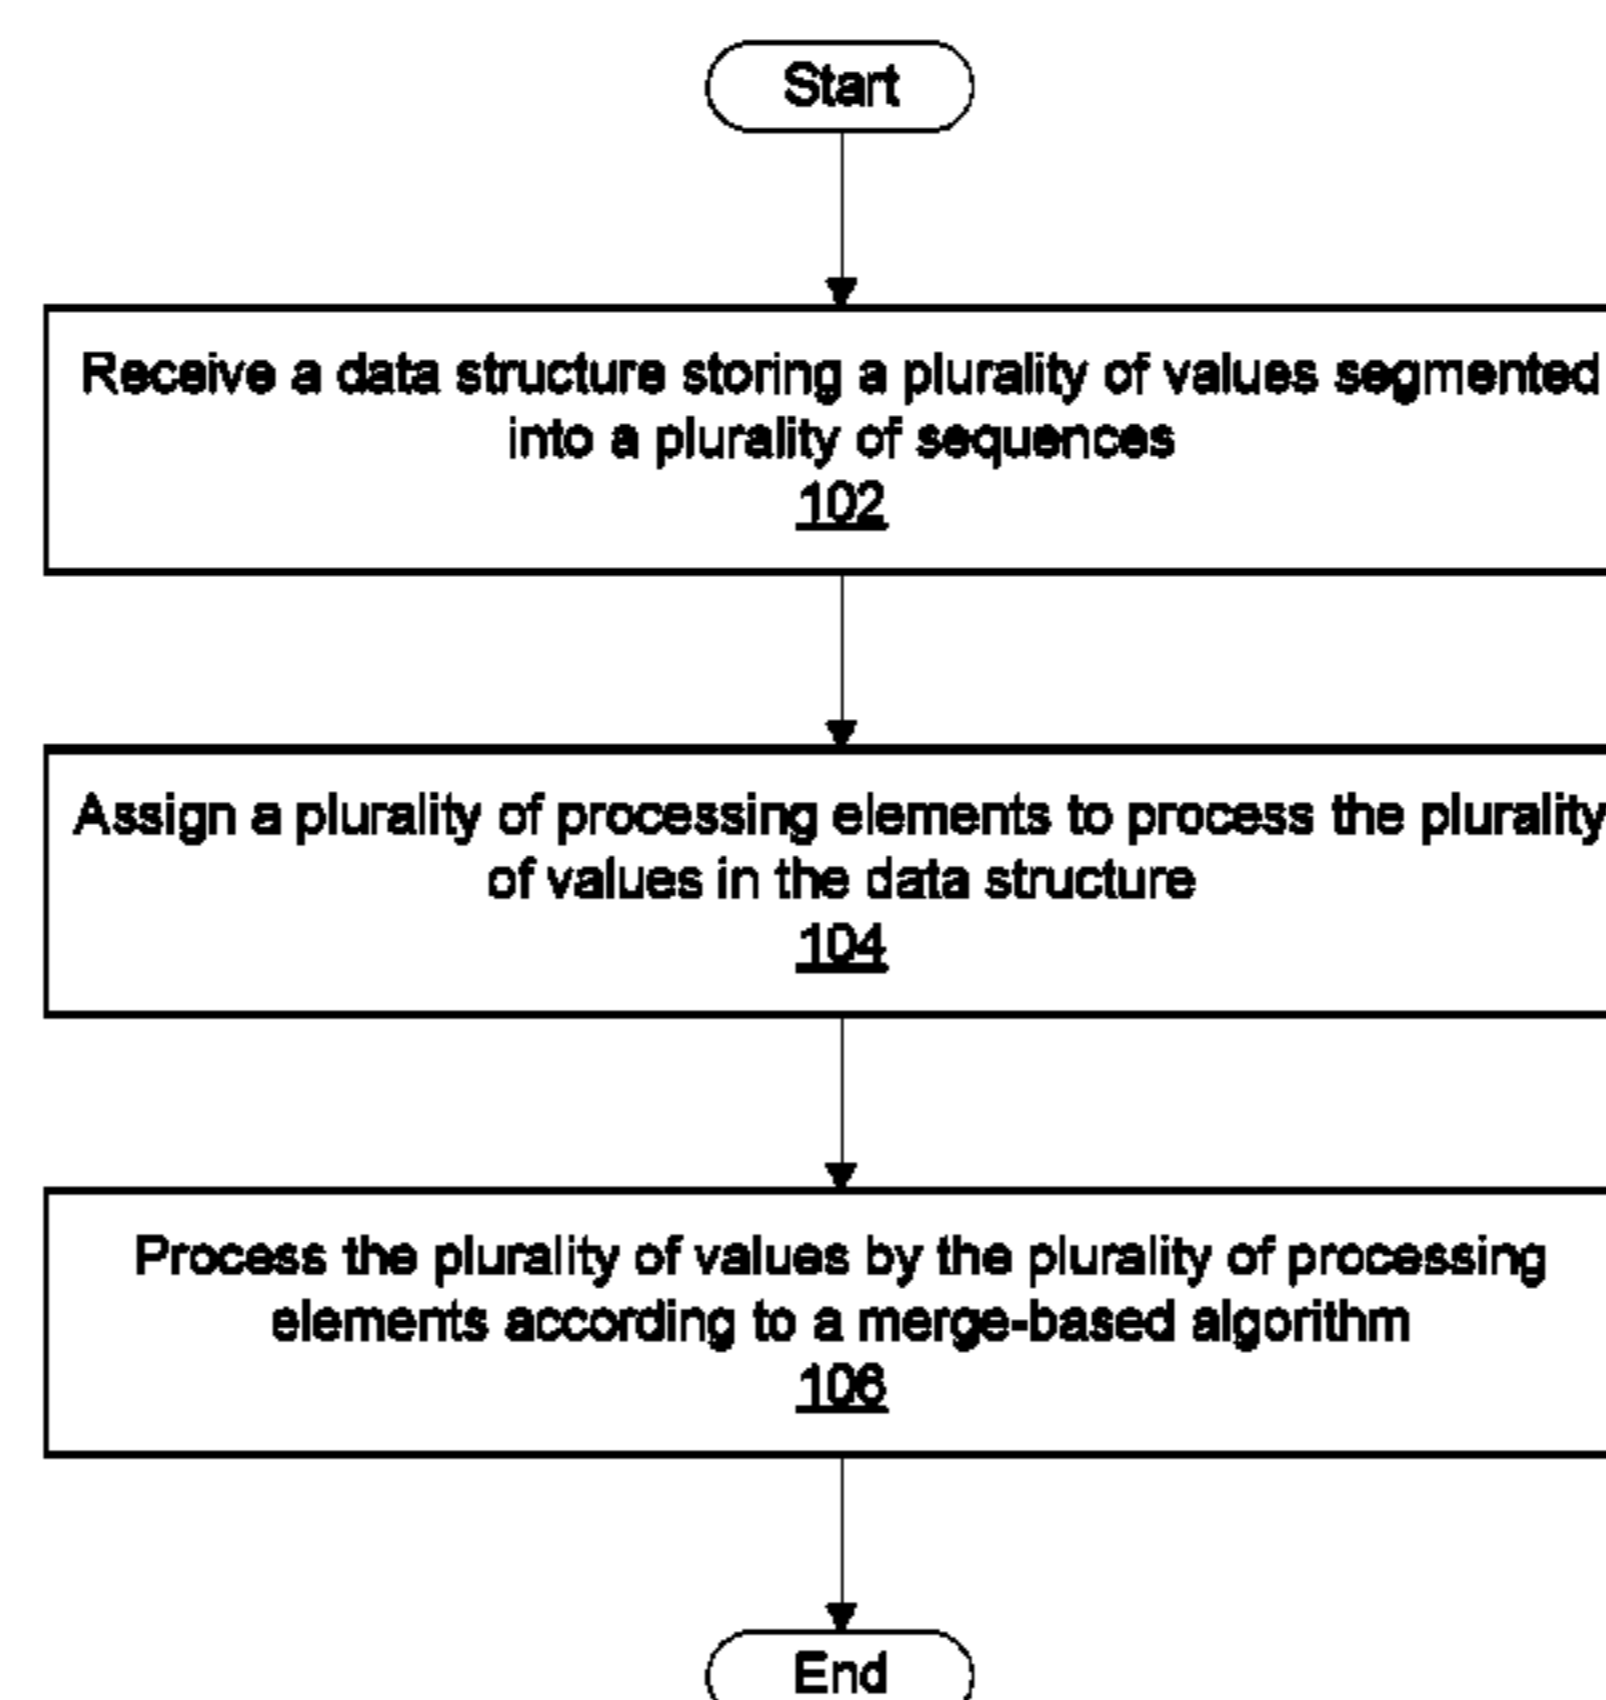 Start
Receive a data structure storing a plurality of values segmented
into a plurality of sequences
102
Assign a plurality of processing elements to process the plurality
of values in the data structure
104
Process the plurality of values by the plurality of processing
elements according to a merge-based algorithm
106
End